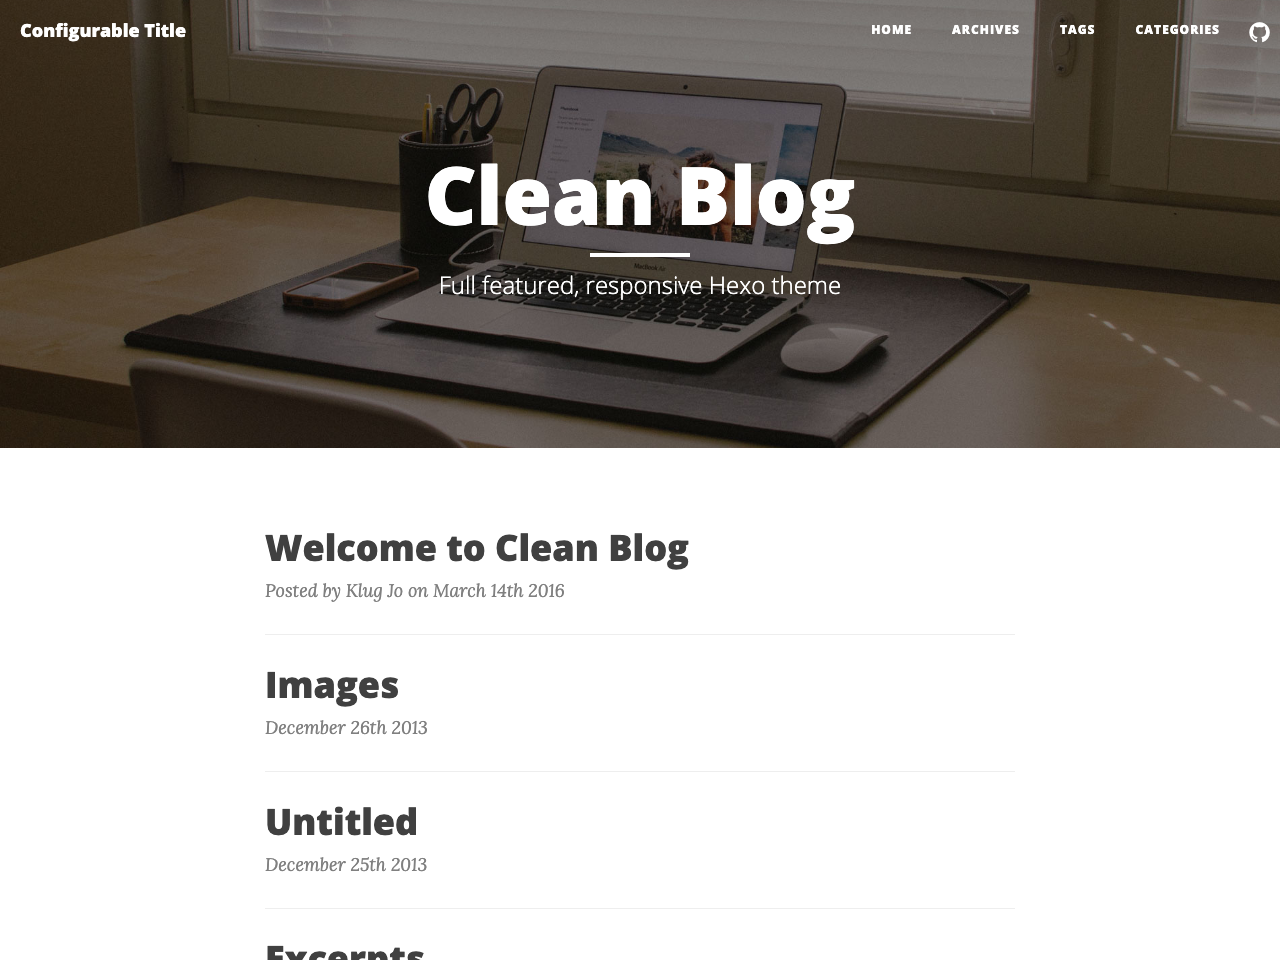 Configurable Title
HOME ARCHIVES TAGS CATEGORIES
Clean Blog
Full featured, responsive Hexo theme
Welcome to Clean Blog
Posted by Klug Jo on March 14th 2016
Images
December 26th 2013
Untitled
December 25th 2013
Excerpts